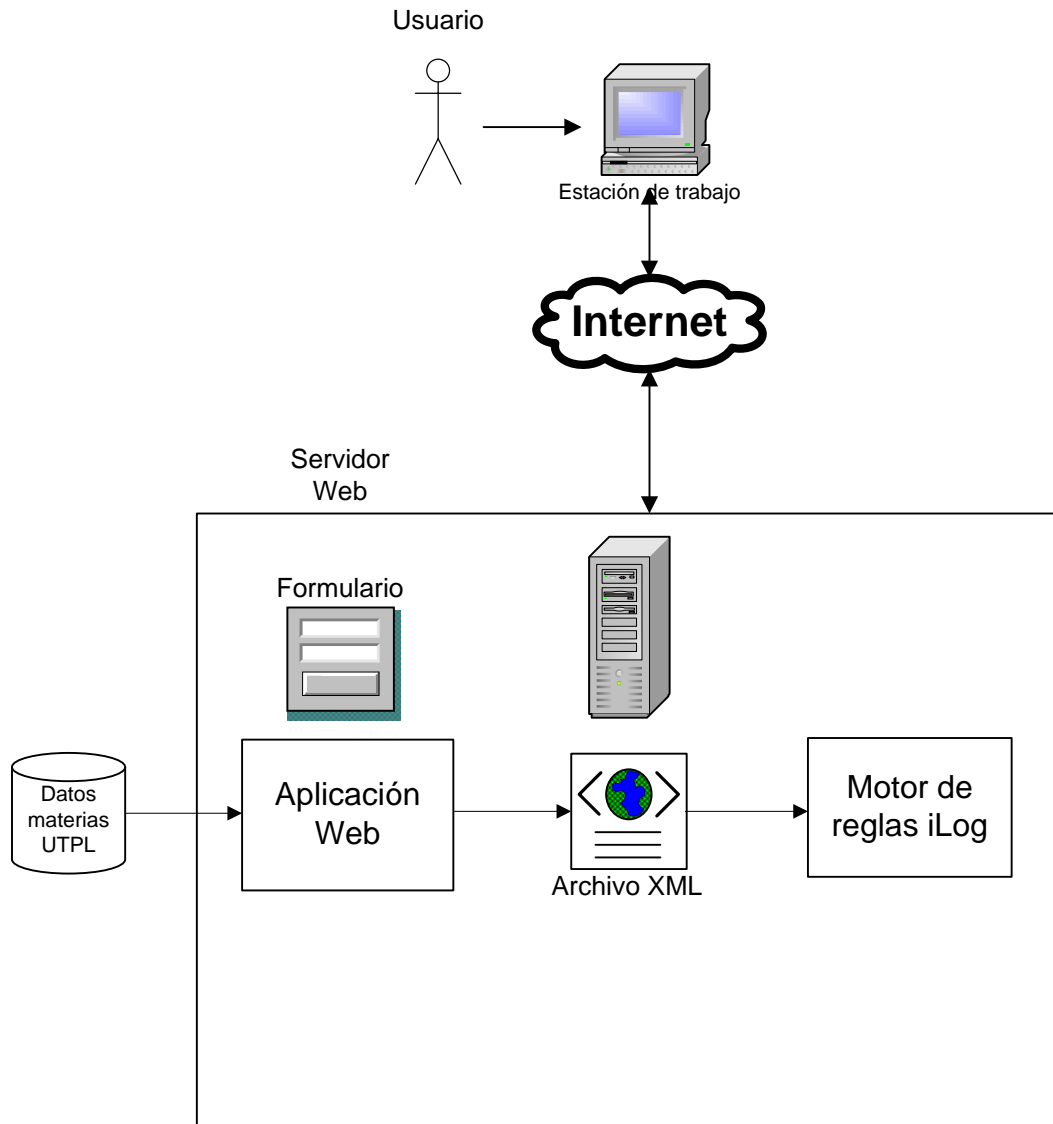 Usuario
Estación de trabajo
Internet
Servidor
Web
Formulario
Datos
materias
UTPL
Aplicación
Web
Archivo XML
Motor de
reglas iLog